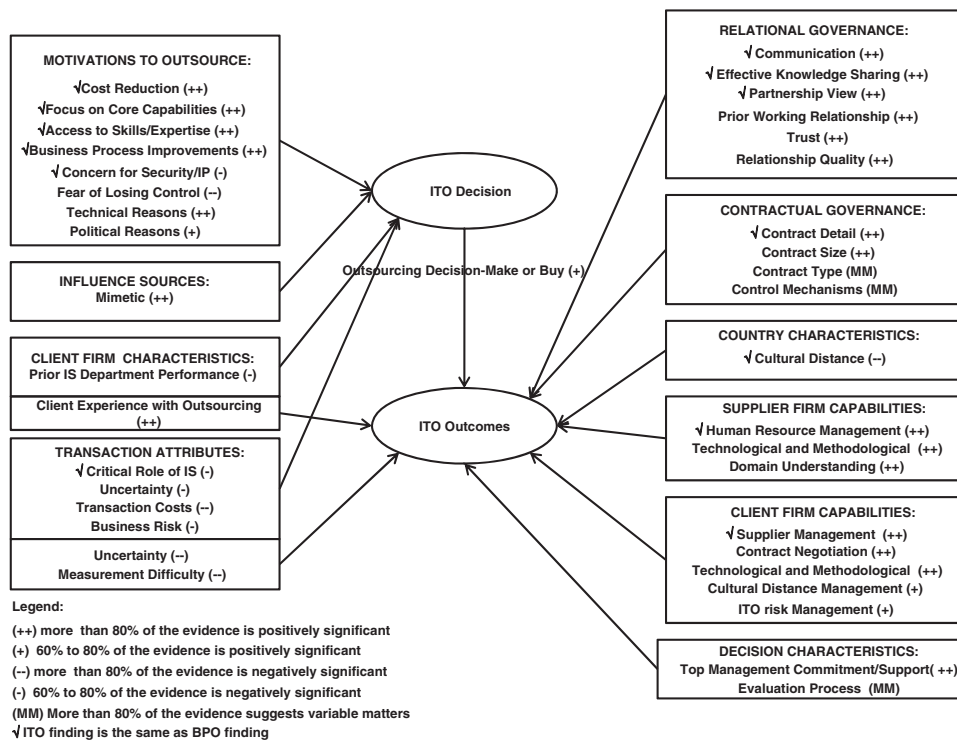 MOTIVATIONS TO OUTSOURCE:
√Cost Reduction (++)
√Focus on Core Capabilities (++)
√Access to Skills/Expertise (++)
√Business Process Improvements (++)
√ Concern for Security/IP (-)
Fear of Losing Control (--)
Technical Reasons (++)
Political Reasons (+)
INFLUENCE SOURCES:
Mimetic (++)
CLIENT FIRM CHARACTERISTICS:
Prior IS Department Performance (-)
Client Experience with Outsourcing
(++)
TRANSACTION ATTRIBUTES:
√ Critical Role of IS (-)
Uncertainty (-)
Transaction Costs (--)
Business Risk (-)
Uncertainty (--)
Measurement Difficulty (--)
ITO Decision
Outsourcing Decision-Make or Buy (+)
ITO Outcomes
RELATIONAL GOVERNANCE:
√ Communication (++)
√ Effective Knowledge Sharing (++)
√ Partnership View (++)
Prior Working Relationship (++)
Trust (++)
Relationship Quality (++)
CONTRACTUAL GOVERNANCE:
√ Contract Detail (++)
Contract Size (++)
Contract Type (MM)
Control Mechanisms (MM)
COUNTRY CHARACTERISTICS:
√ Cultural Distance (--)
SUPPLIER FIRM CAPABILITIES:
√ Human Resource Management (++)
Technological and Methodological (++)
Domain Understanding (++)
CLIENT FIRM CAPABILITIES:
√ Supplier Management (++)
Contract Negotiation (++)
Technological and Methodological (++)
Cultural Distance Management (+)
ITO risk Management (+)
DECISION CHARACTERISTICS:
Top Management Commitment/Support( ++)
Evaluation Process (MM)
Legend:
(++) more than 80% of the evidence is positively significant
(+) 60% to 80% of the evidence is positively significant
(--) more than 80% of the evidence is negatively significant
(-) 60% to 80% of the evidence is negatively significant
(MM) More than 80% of the evidence suggests variable matters
√ ITO finding is the same as BPO finding